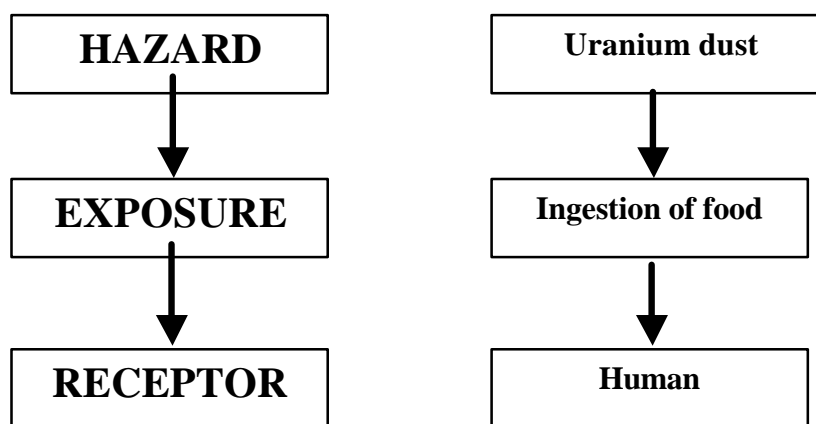 HAZARD
Uranium dust
EXPOSURE
Ingestion of food
RECEPTOR
Human